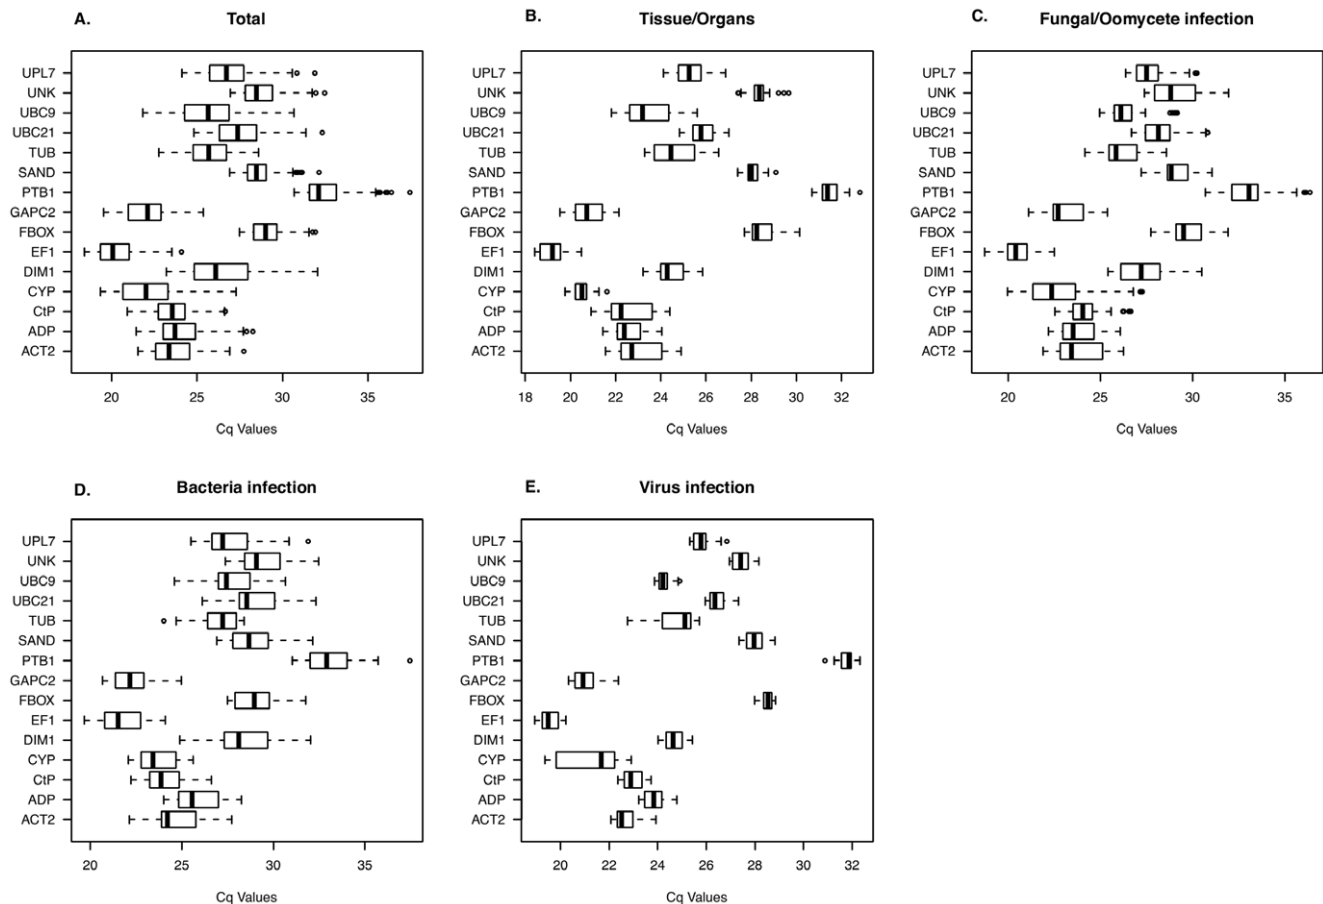 A. Total
UPL7
UNK
UBC9
UBC21
TUB
SAND
PTB1
GAPC2
FBOX
EF1
DIM1
CYP
CtP
ADP
ACT2
20 25 30 35
Cq Values
B. Tissue/Organs
UPL7
UNK
UBC9
UBC21
TUB
SAND
PTB1
GAPC2
FBOX
EF1
DIM1
CYP
CtP
ADP
ACT2
18 20 22 24 26 28 30 32
Cq Values
C. Fungal/Oomycete infection
UPL7
UNK
UBC9
UBC21
TUB
SAND
PTB1
GAPC2
FBOX
EF1
DIM1
CYP
CtP
ADP
ACT2
20 25 30 35
Cq Values
D. Bacteria infection
UPL7
UNK
UBC9
UBC21
TUB
SAND
PTB1
GAPC2
FBOX
EF1
DIM1
CYP
CtP
ADP
ACT2
20 25 30 35
Cq Values
E. Virus infection
UPL7
UNK
UBC9
UBC21
TUB
SAND
PTB1
GAPC2
FBOX
EF1
DIM1
CYP
CtP
ADP
ACT2
20 22 24 26 28 30 32
Cq Values